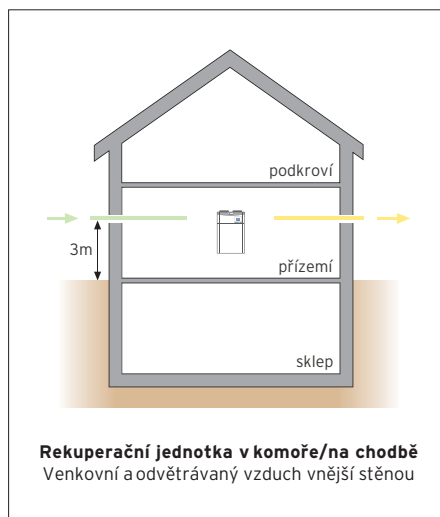 podkroví
3m
přízemí
sklep
Rekuperační jednotka v komoře/na chodbě
Venkovní a odvětrávaný vzduch vnější stěnou